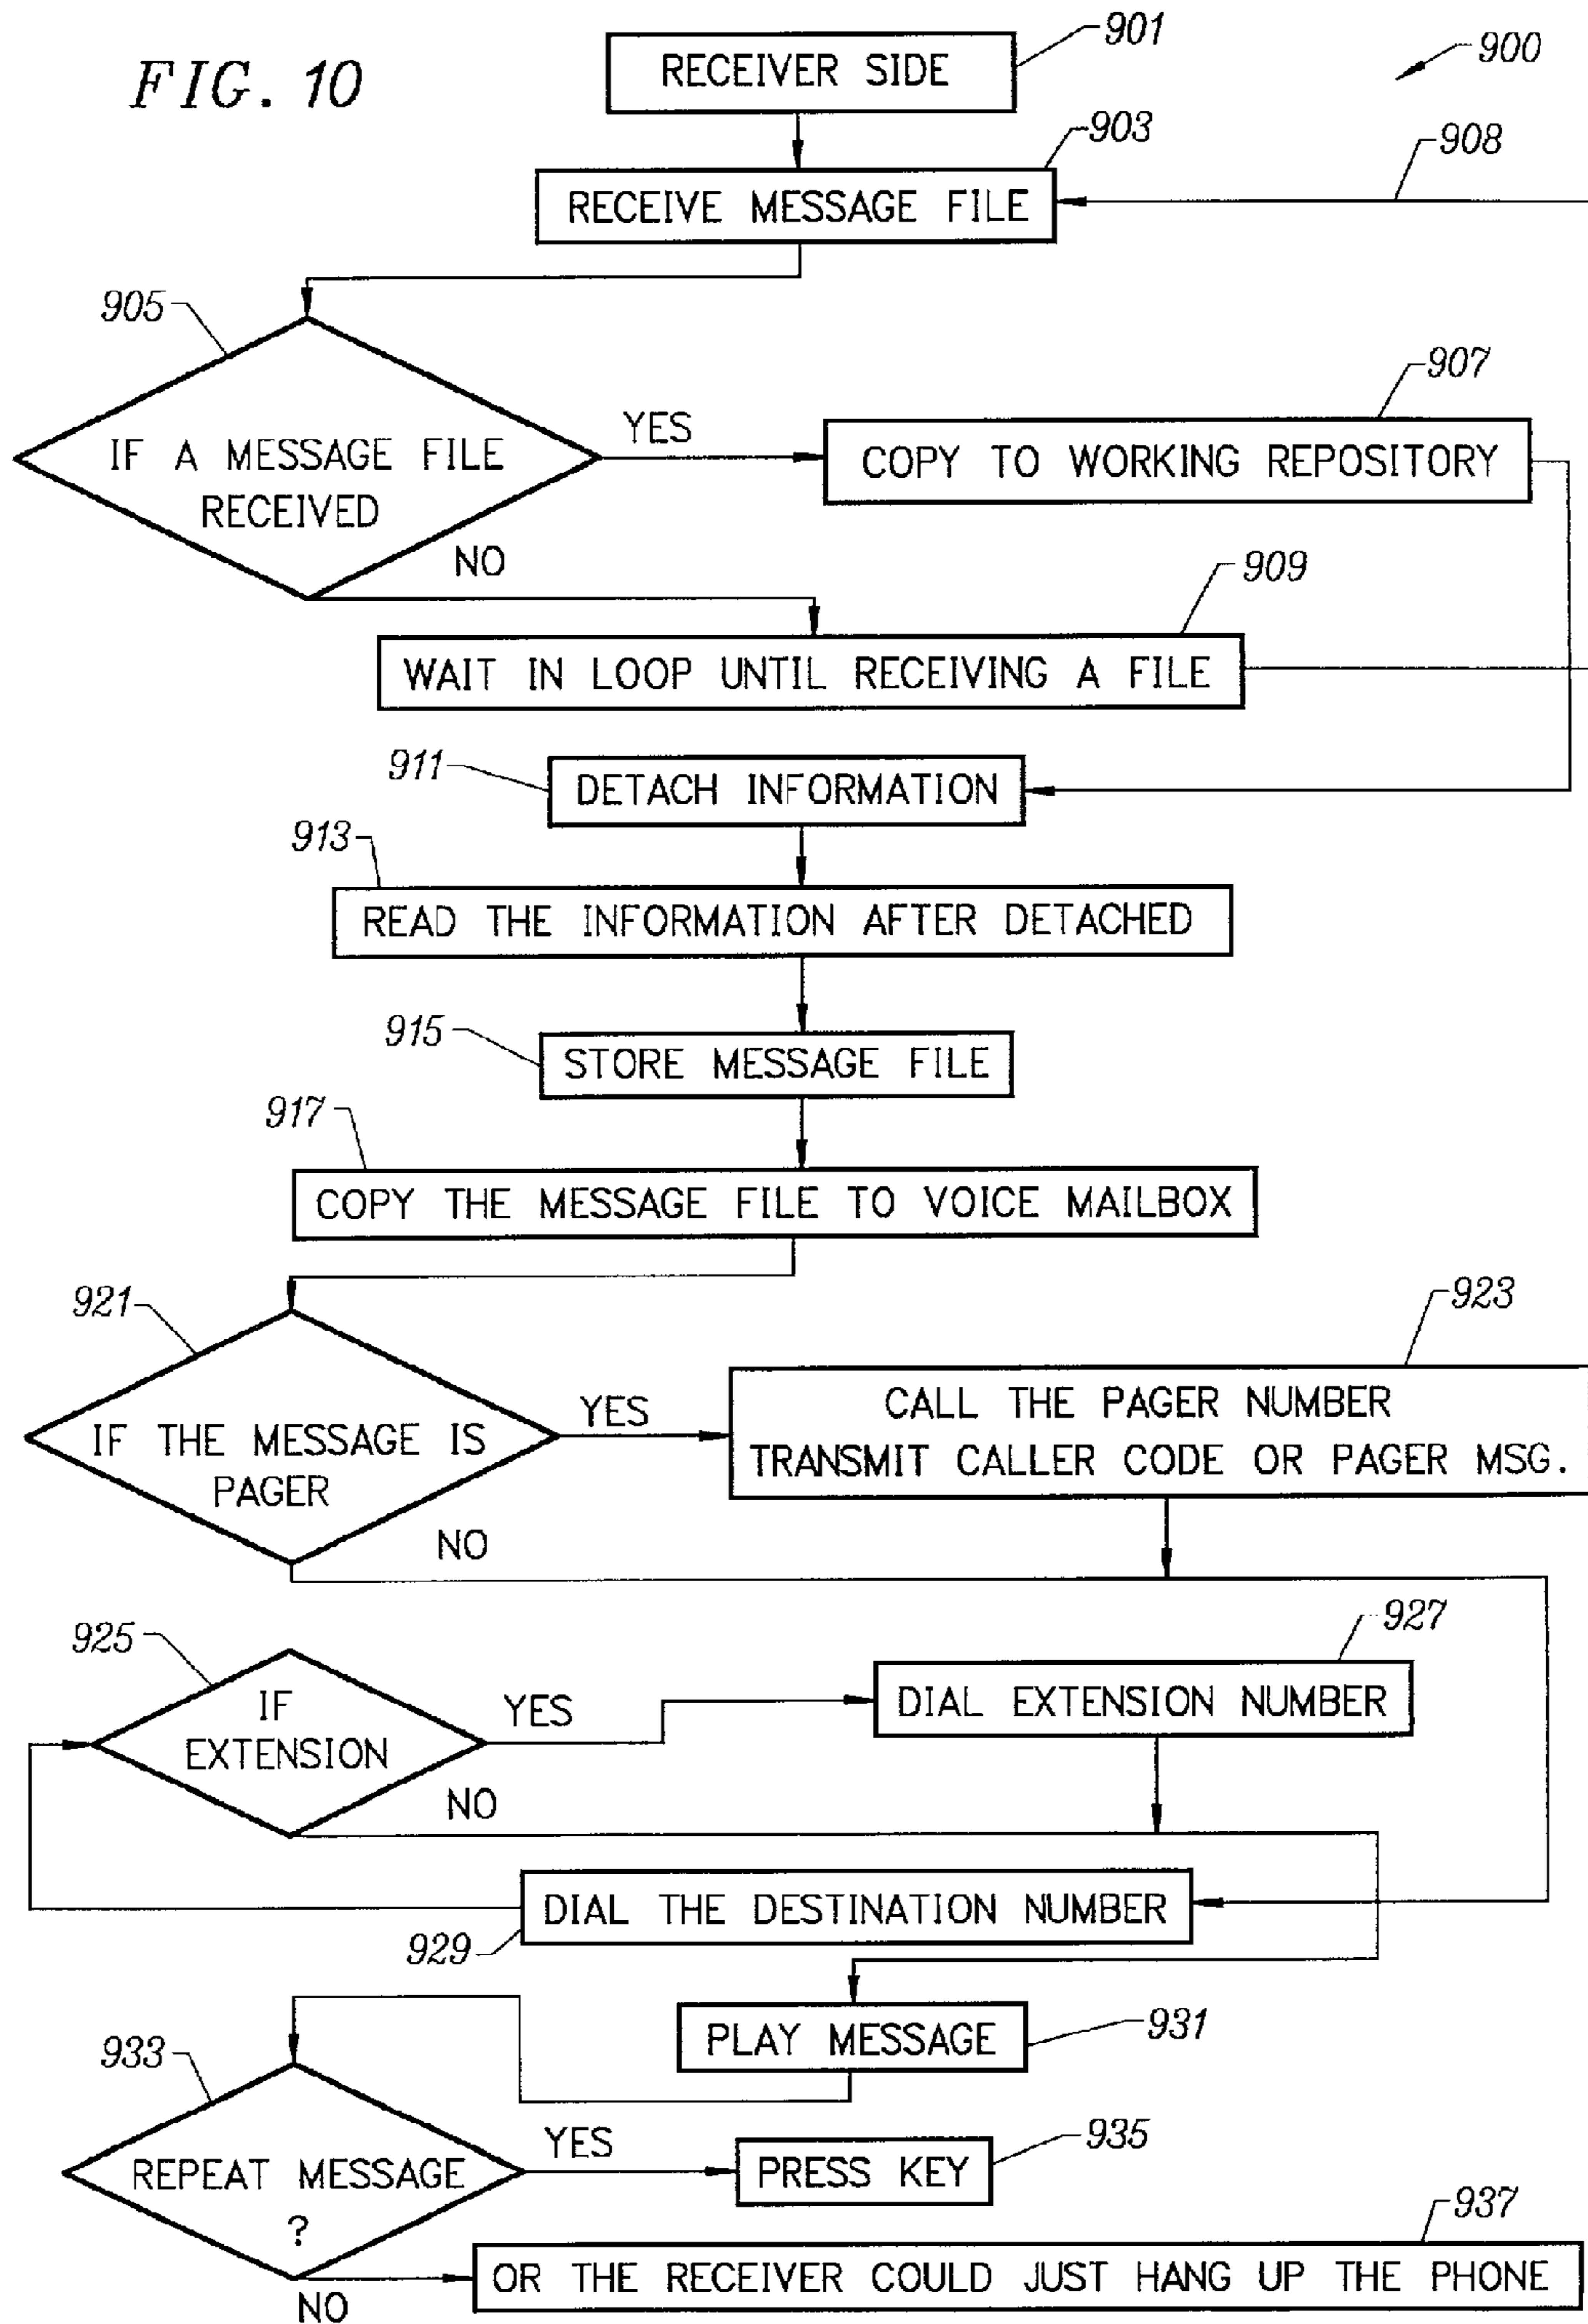 FIG. 10
901
RECEIVER SIDE
900
903
908
RECEIVE MESSAGE FILE
905
907
YES
IF A MESSAGE FILE
RECEIVED
COPY TO WORKING REPOSITORY
NO
909
WAIT IN LOOP UNTIL RECEIVING A FILE
911
DETACH INFORMATION
913
READ THE INFORMATION AFTER DETACHED
915
STORE MESSAGE FILE
917
COPY THE MESSAGE FILE TO VOICE MAILBOX
921
923
YES
IF THE MESSAGE IS
PAGER
CALL THE PAGER NUMBER
TRANSMIT CALLER CODE OR PAGER MSG.
NO
925
927
IF
EXTENSION
YES
DIAL EXTENSION NUMBER
NO
DIAL THE DESTINATION NUMBER
929
PLAY MESSAGE
931
933
YES
935
REPEAT MESSAGE
?
PRESS KEY
937
NO
OR THE RECEIVER COULD JUST HANG UP THE PHONE